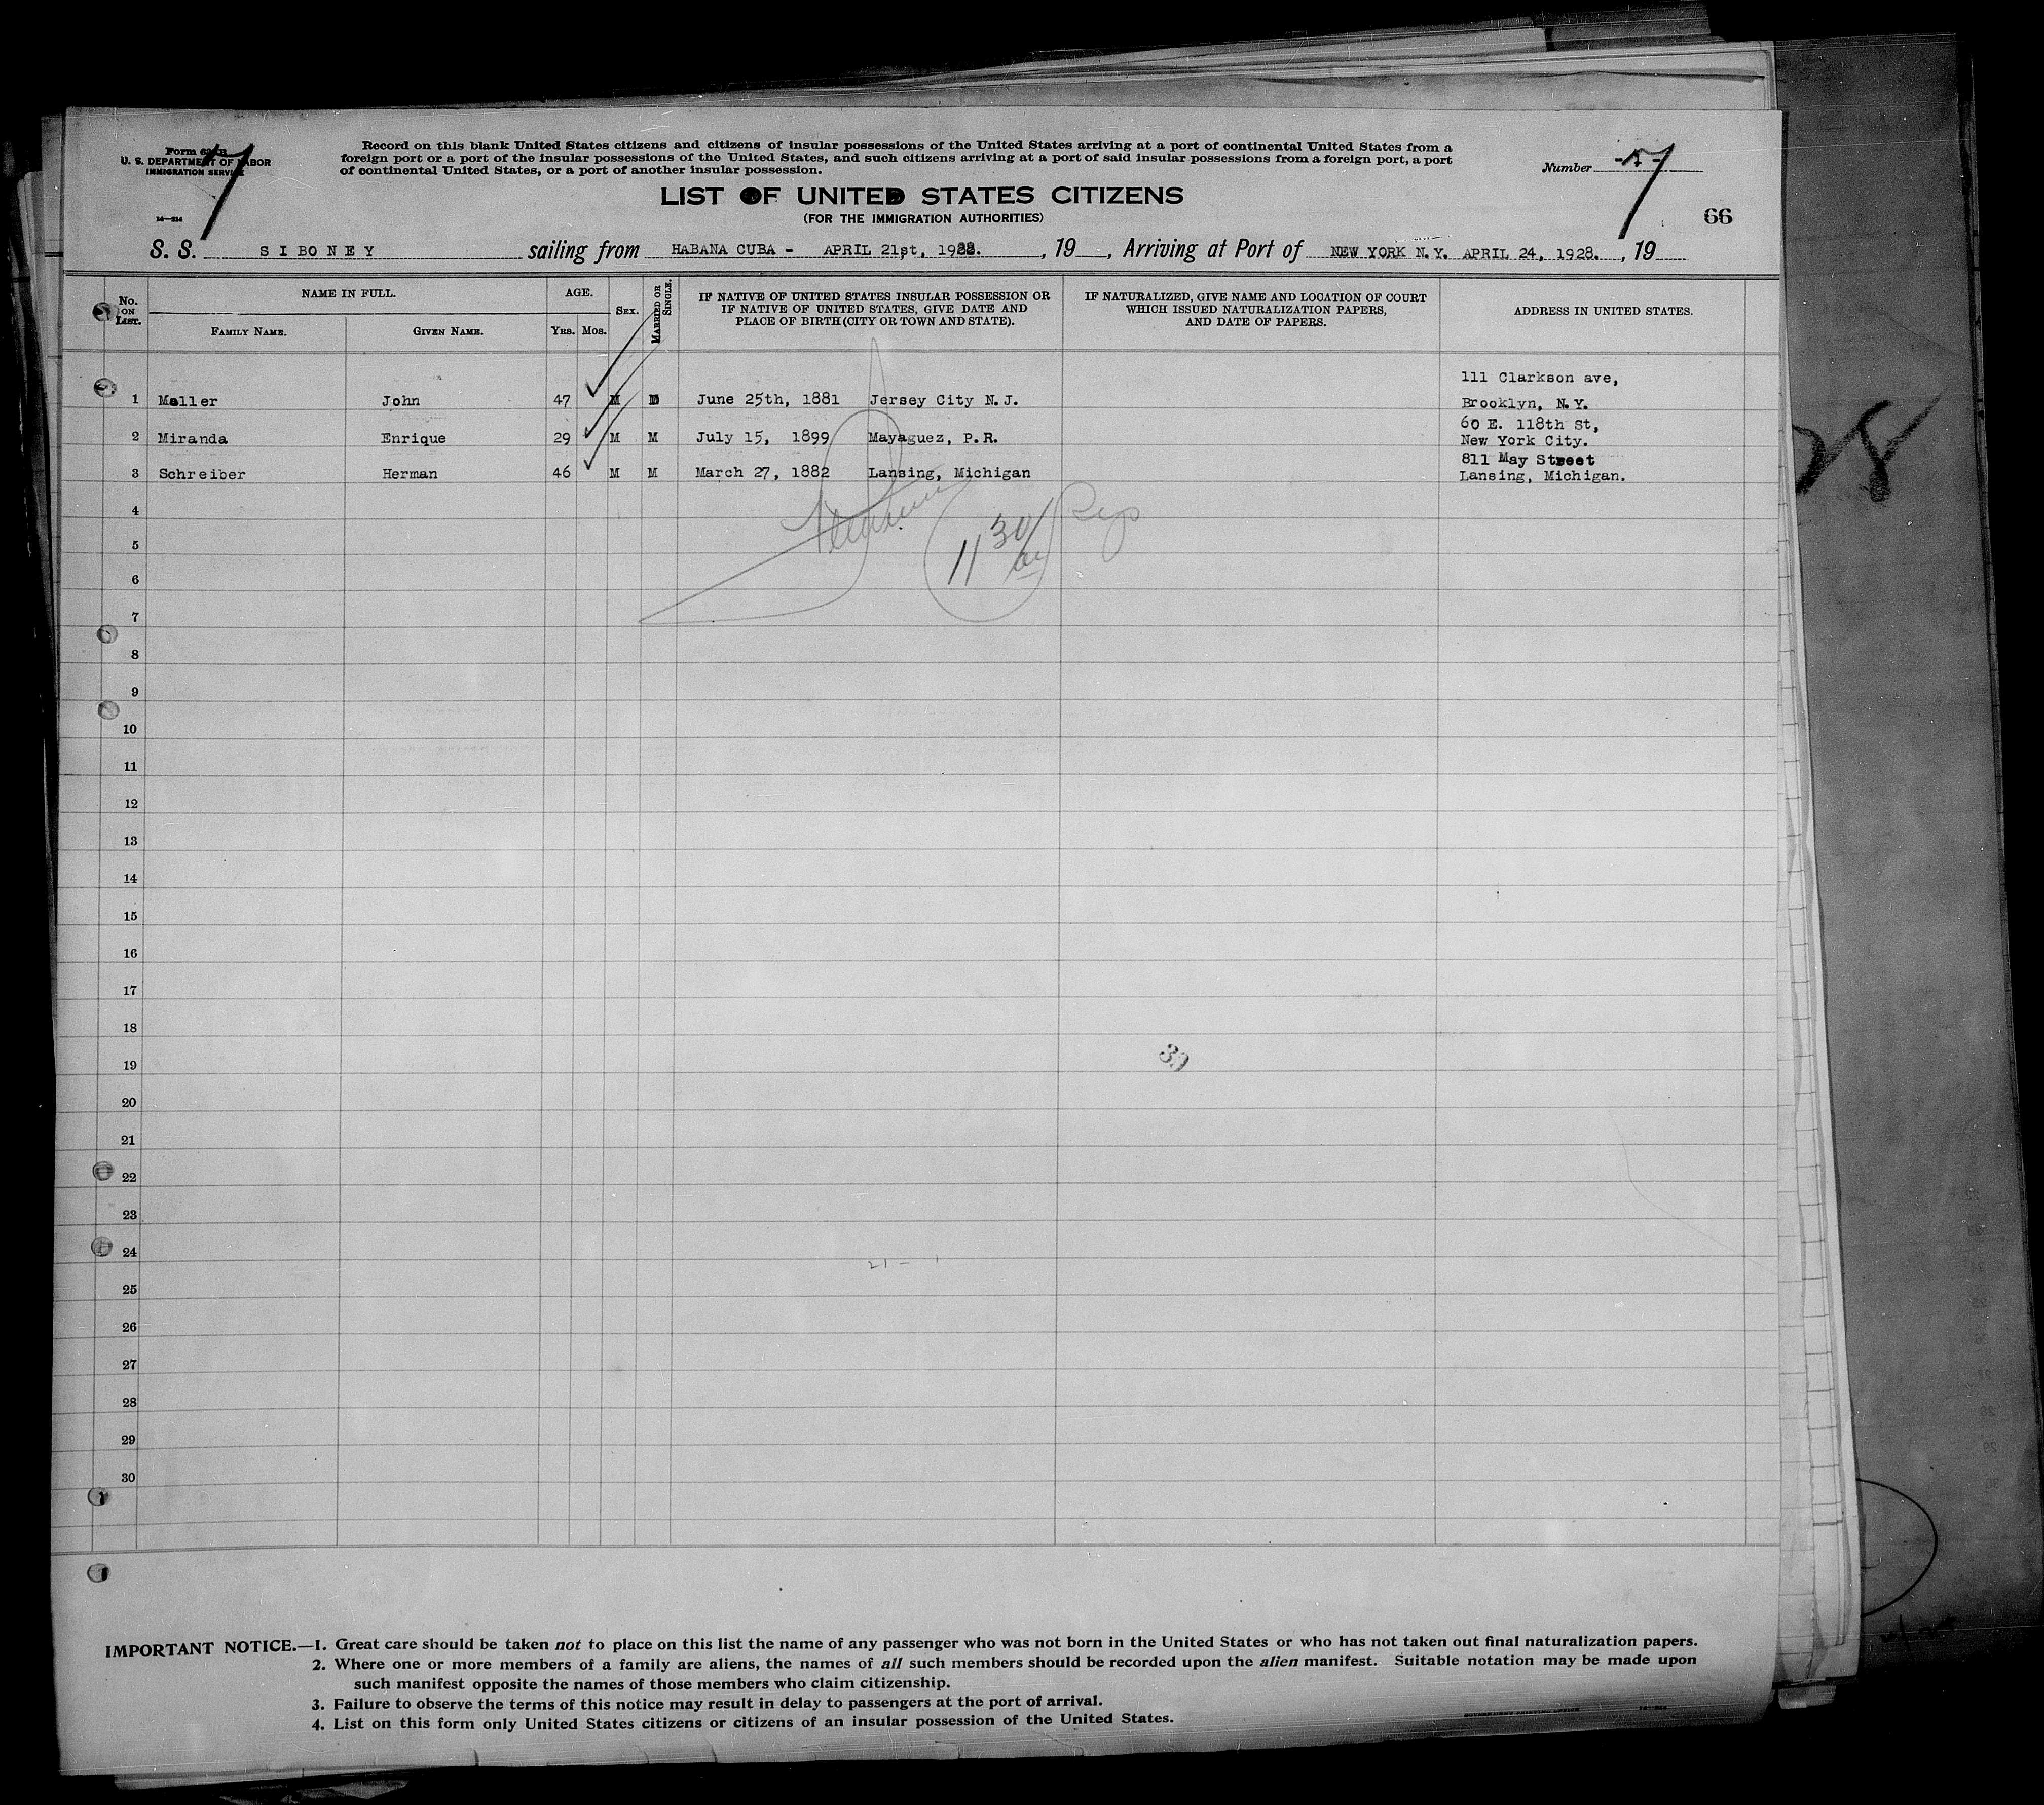 Form 630 B
U. S. DEPARTMENT OF LABOR
IMMIGRATION SERVICE
7
Record on this blank United States citizens and citizens of insular possessions of the United States arriving at a port of continental United States from a
foreign port or a port of the insular possessions of the United States, and such citizens arriving at a port of said insular possessions from a foreign port, a port
of continental United States, or a port of another insular possession.
Number 7
LIST OF UNITED STATES CITIZENS
(FOR THE IMMIGRATION AUTHORITIES)
66
S. S. SIBONEY sailing from HABANA CUBA - APRIL 21st, 1928. , 19 , Arriving at Port of NEW YORK N.Y. APRIL 24, 1928. , 19
No. ON LIST. NAME IN FULL. FAMILY NAME. GIVEN NAME. AGE. YRS. MOS. SEX. MARRIED OR SINGLE. IF NATIVE OF UNITED STATES INSULAR POSSESSION OR IF NATIVE OF UNITED STATES, GIVE DATE AND PLACE OF BIRTH (CITY OR TOWN AND STATE). IF NATURALIZED, GIVE NAME AND LOCATION OF COURT WHICH ISSUED NATURALIZATION PAPERS, AND DATE OF PAPERS. ADDRESS IN UNITED STATES.
111 Clarkson ave,
1 Maller John 47 M June 25th, 1881 Jersey City N.J. Brooklyn, N.Y.
60 E. 118th St,
2 Miranda Enrique 29 M M July 15, 1899 Mayaguez, P.R. New York City.
811 May Street
3 Schreiber Herman 46 M M March 27, 1882 Lansing, Michigan Lansing, Michigan.
4
11 30/
5
6
7
8
9
10
11
12
13
14
15
16
17
18
19
33
20
21
22
23
24
21 -
25
26
27
28
29
30
IMPORTANT NOTICE.—1. Great care should be taken not to place on this list the name of any passenger who was not born in the United States or who has not taken out final naturalization papers.
2. Where one or more members of a family are aliens, the names of all such members should be recorded upon the alien manifest. Suitable notation may be made upon
such manifest opposite the names of those members who claim citizenship.
3. Failure to observe the terms of this notice may result in delay to passengers at the port of arrival.
4. List on this form only United States citizens or citizens of an insular possession of the United States.
28